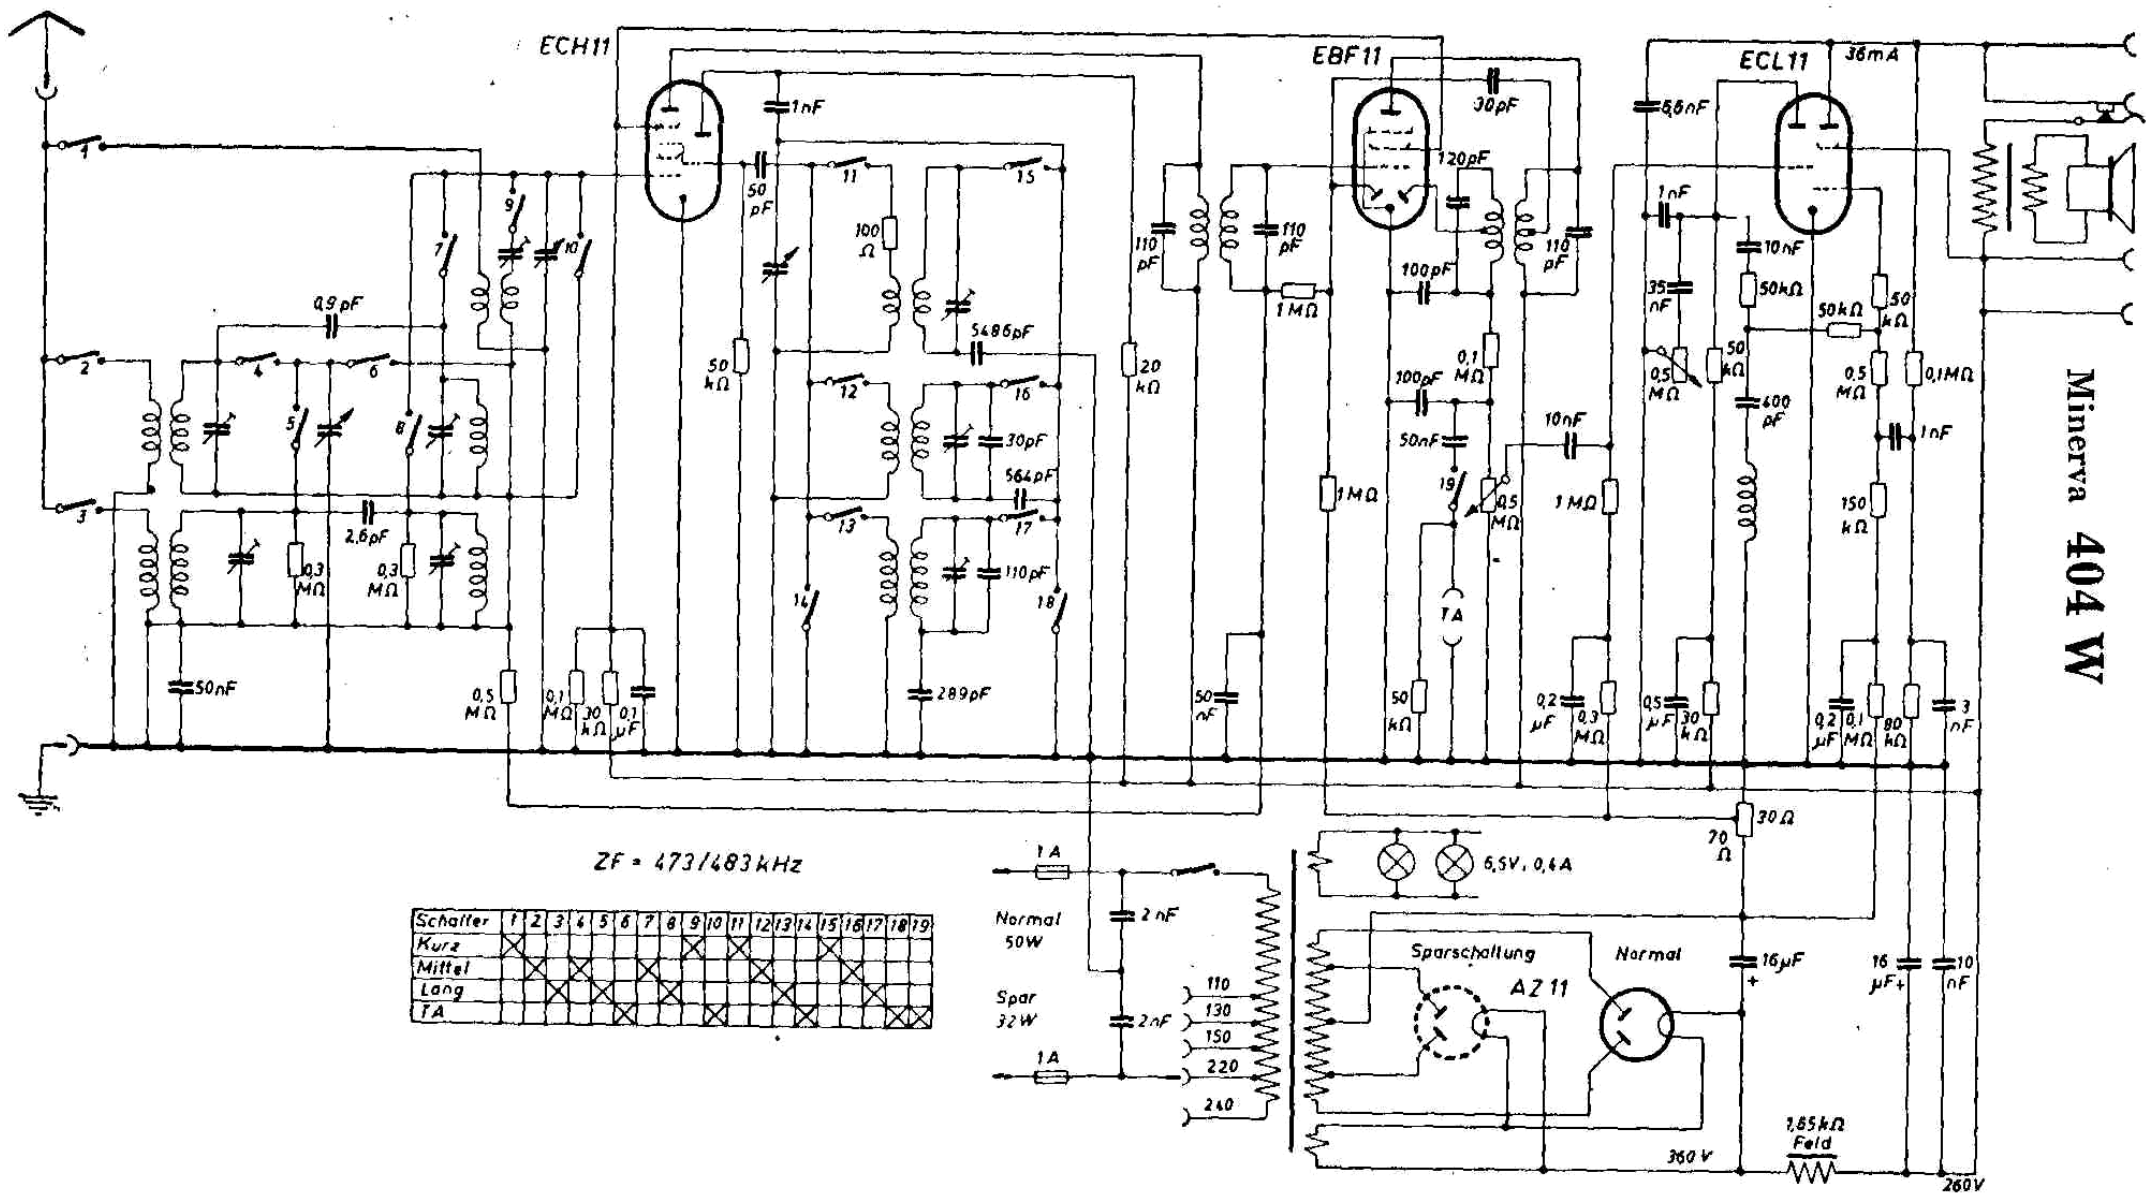 ECH11
EBF11
ECL11
36mA
1nF
30pF
6,6nF
1
50
pF
11
15
120pF
1nF
9
7
10
100
Ω
110
pF
110
pF
110
pF
10nF
100pF
35
nF
50kΩ
50kΩ
50
kΩ
0,9pF
1MΩ
5486pF
2
4
6
50
kΩ
20
kΩ
0,1
MΩ
0,5
MΩ
50
kΩ
0,5
MΩ
0,1MΩ
12
16
100pF
400
pF
5
8
30pF
50nF
10nF
1nF
564pF
3
2,6pF
13
17
1MΩ
19
0,5
MΩ
1MΩ
150
kΩ
0,3
MΩ
0,3
MΩ
110pF
14
18
TA
50nF
0,5
MΩ
0,1
MΩ
30
kΩ
0,1
µF
289pF
50
nF
50
kΩ
0,2
µF
0,3
MΩ
0,5
µF
30
kΩ
0,2
µF
0,1
MΩ
80
kΩ
3
nF
Minerva 404 W
30Ω
70
Ω
ZF = 473/483kHz
1A
6,5V, 0,4A
Schalter 1 2 3 4 5 6 7 8 9 10 11 12 13 14 15 16 17 18 19
Kurz
Mittel
Lang
TA
Normal
50W
2nF
Sparschaltung
Normal
AZ11
16µF
+
16
µF+
10
nF
Spar
32W
2nF
110
130
150
220
240
1A
1,65kΩ
Feld
360V
260V